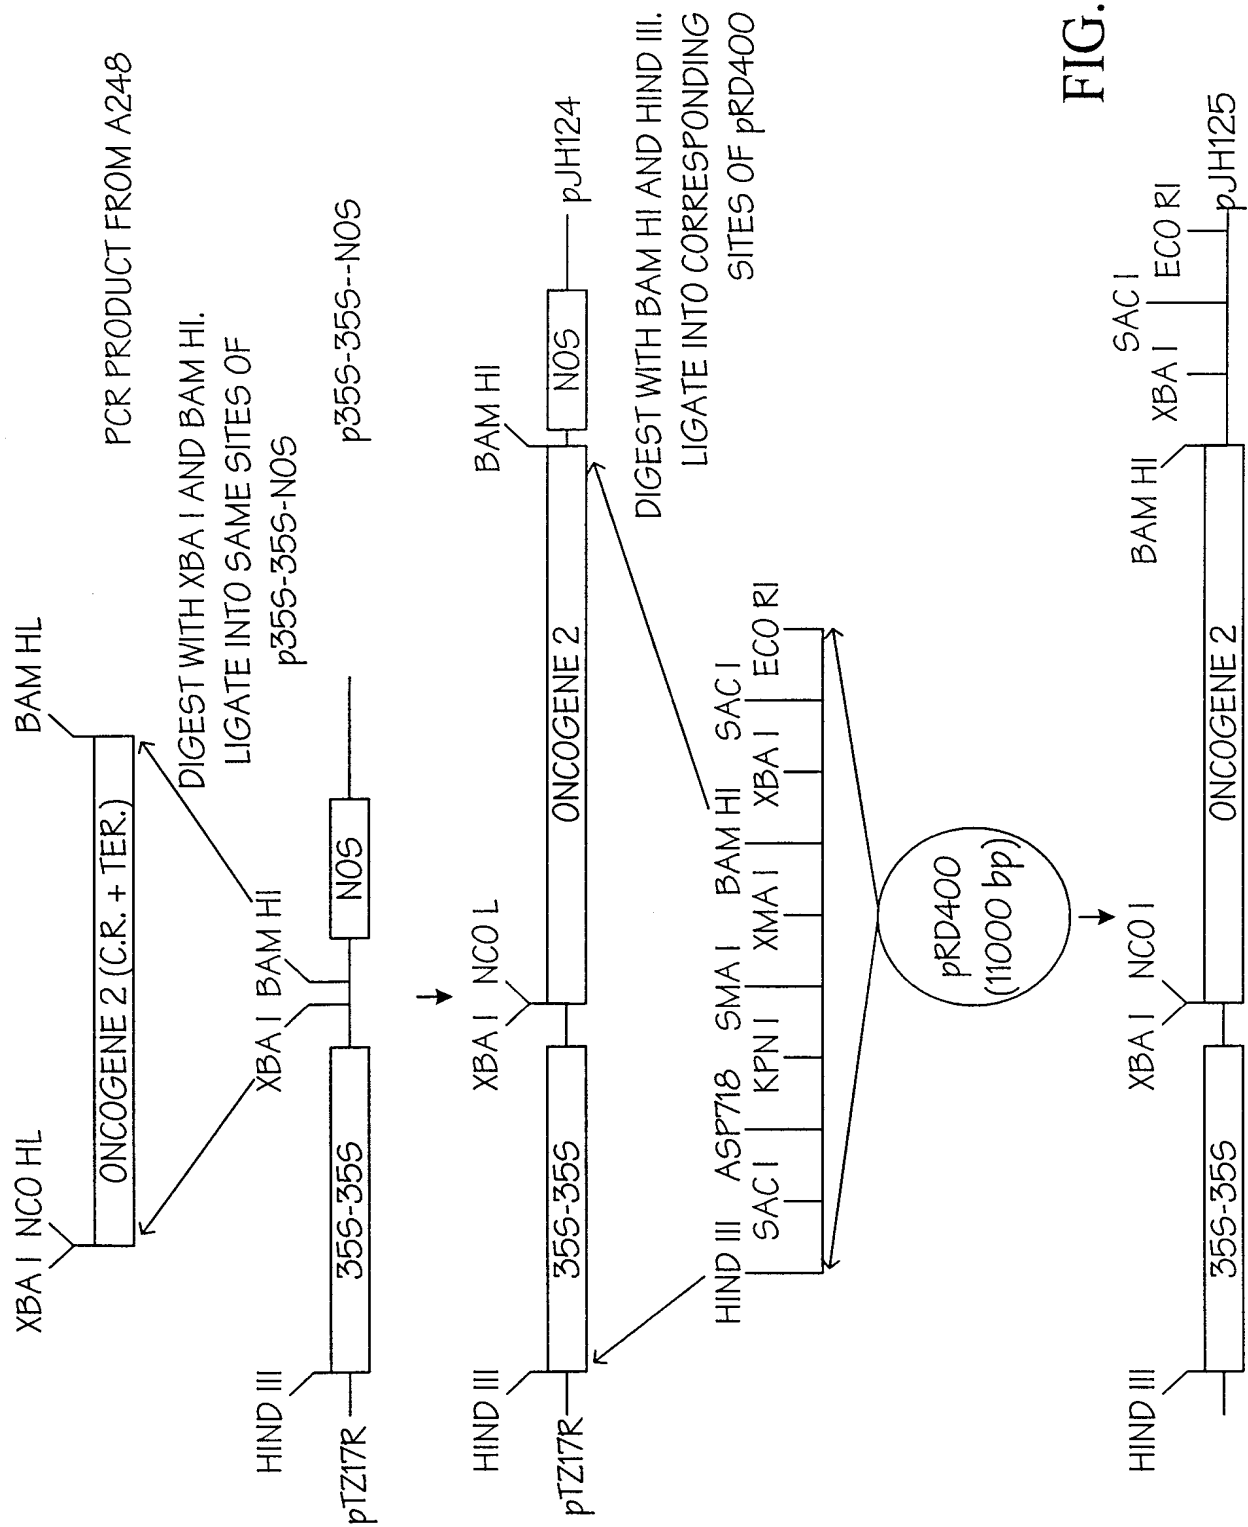 XBA I NCO HL
BAM HL
ONCOGENE 2 (C.R. + TER.)
PCR PRODUCT FROM A248
DIGEST WITH XBA I AND BAM HI.
LIGATE INTO SAME SITES OF
p35S-35S-NOS
HIND III
XBA I BAM HI
pTZ17R
35S-35S
NOS
p35S-35S--NOS
HIND III
XBA I NCO L
BAM HI
pTZ17R
35S-35S
ONCOGENE 2
NOS
pJH124
DIGEST WITH BAM HI AND HIND III.
LIGATE INTO CORRESPONDING
SITES OF pRD400
HIND III ASP718 SMA I BAM HI SAC I
SAC I KPN I XMA I XBA I ECO RI
pRD400
(11000 bp)
FIG.
HIND III
XBA I NCO I
BAM HI
XBA I
SAC I
ECO RI
35S-35S
ONCOGENE 2
pJH125